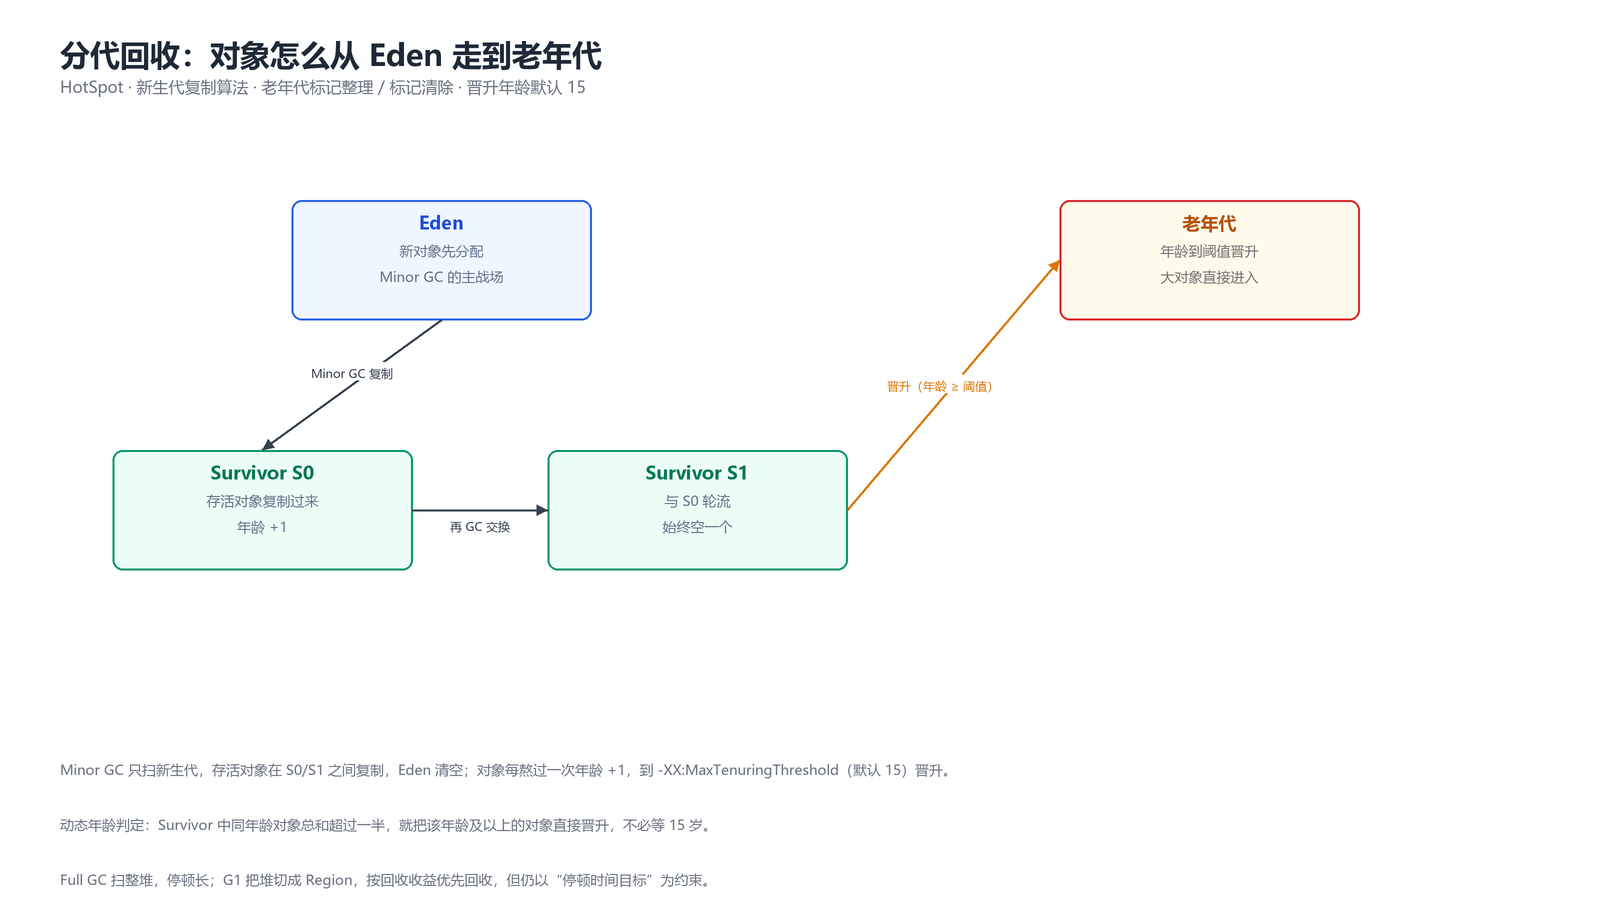 分代回收：对象怎么从 Eden 走到老年代
HotSpot · 新生代复制算法 · 老年代标记整理 / 标记清除 · 晋升年龄默认 15
Eden
新对象先分配
Minor GC 的主战场
老年代
年龄到阈值晋升
大对象直接进入
Minor GC 复制
晋升（年龄 ≥ 阈值）
Survivor S0
存活对象复制过来
年龄 +1
再 GC 交换
Survivor S1
与 S0 轮流
始终空一个
Minor GC 只扫新生代，存活对象在 S0/S1 之间复制，Eden 清空；对象每熬过一次年龄 +1，到 -XX:MaxTenuringThreshold（默认 15）晋升。
动态年龄判定：Survivor 中同年龄对象总和超过一半，就把该年龄及以上的对象直接晋升，不必等 15 岁。
Full GC 扫整堆，停顿长；G1 把堆切成 Region，按回收收益优先回收，但仍以“停顿时间目标”为约束。